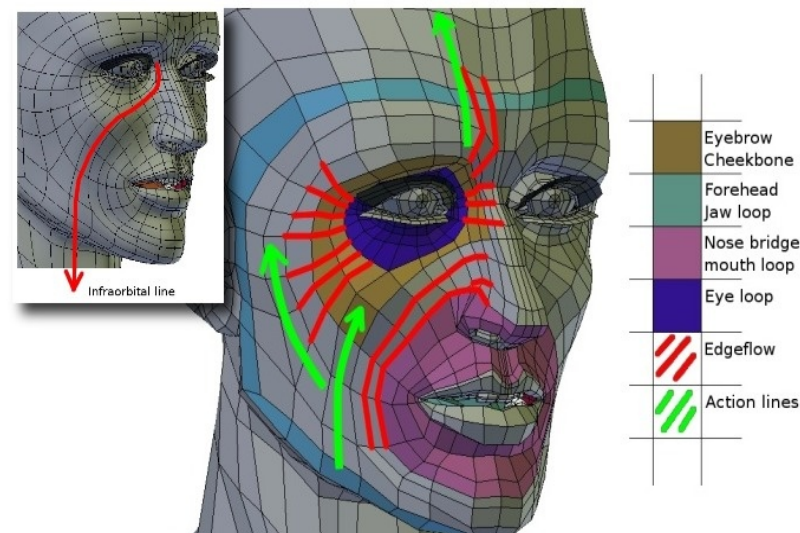 Infraorbital line
Eyebrow
Cheekbone
Forehead
Jaw loop
Nose bridge
mouth loop
Eye loop
Edgeflow
Action lines